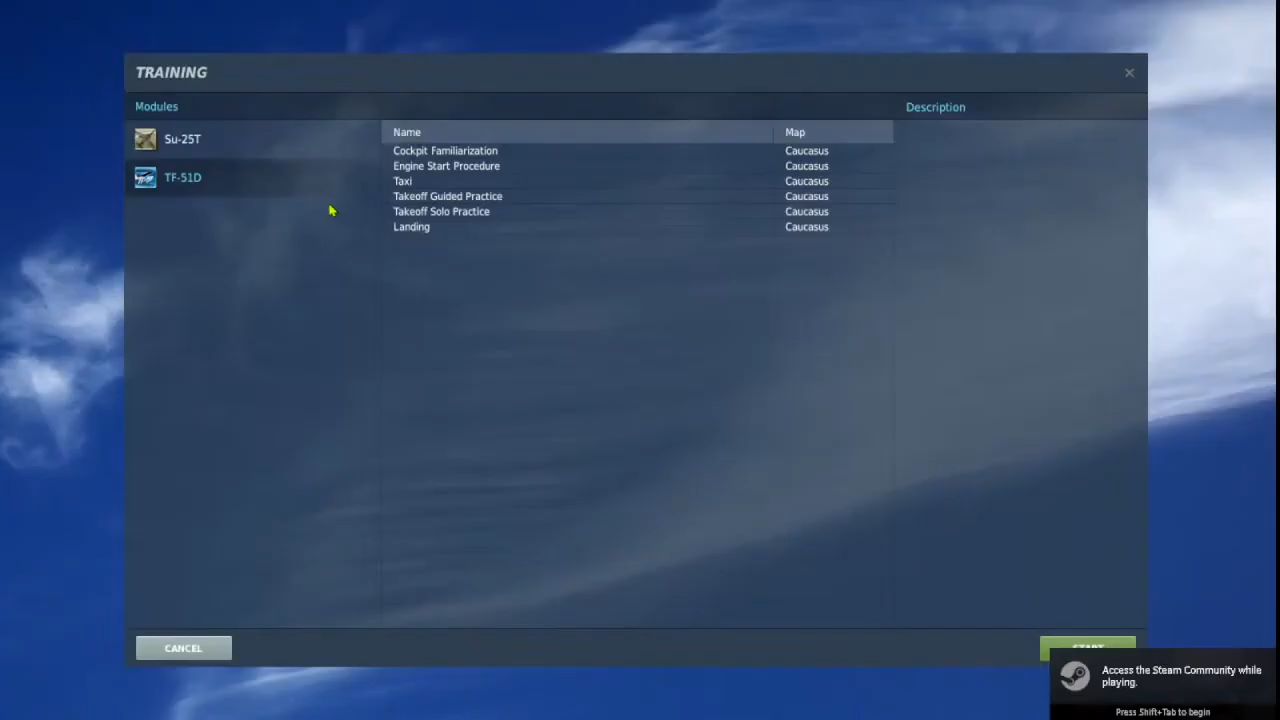 TRAINING
Modules
Description
Su-25T
TF-51D
Name Map
Cockpit Familiarization Caucasus
Engine Start Procedure Caucasus
Taxi Caucasus
Takeoff Guided Practice Caucasus
Takeoff Solo Practice Caucasus
Landing Caucasus
CANCEL
START
Access the Steam Community while
playing.
Press Shift+Tab to begin